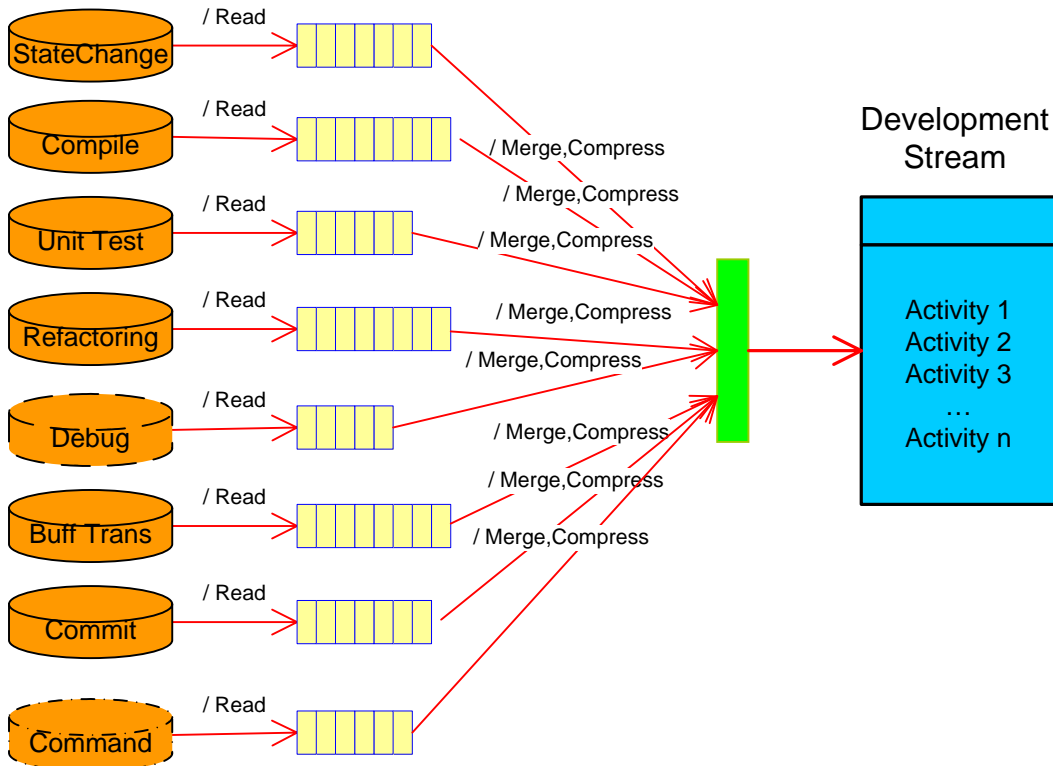 / Read
StateChange
/ Read
Compile
/ Merge,Compress
/ Merge,Compress
Development
Stream
/ Read
Unit Test
/ Merge,Compress
/ Read
Refactoring
/ Merge,Compress
/ Merge,Compress
Activity 1
Activity 2
Activity 3
...
Activity n
/ Read
Debug
/ Merge,Compress
/ Read
Buff Trans
/ Merge,Compress
/ Merge,Compress
/ Read
Commit
/ Read
Command